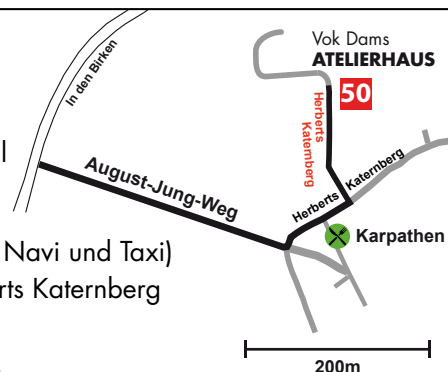 Vok Dams
ATELIERHAUS
50
In den Birken
Herberts
Katernberg
August-Jung-Weg
Herberts Katernberg
Karpathen
Navi und Taxi)
rts Katernberg
200m